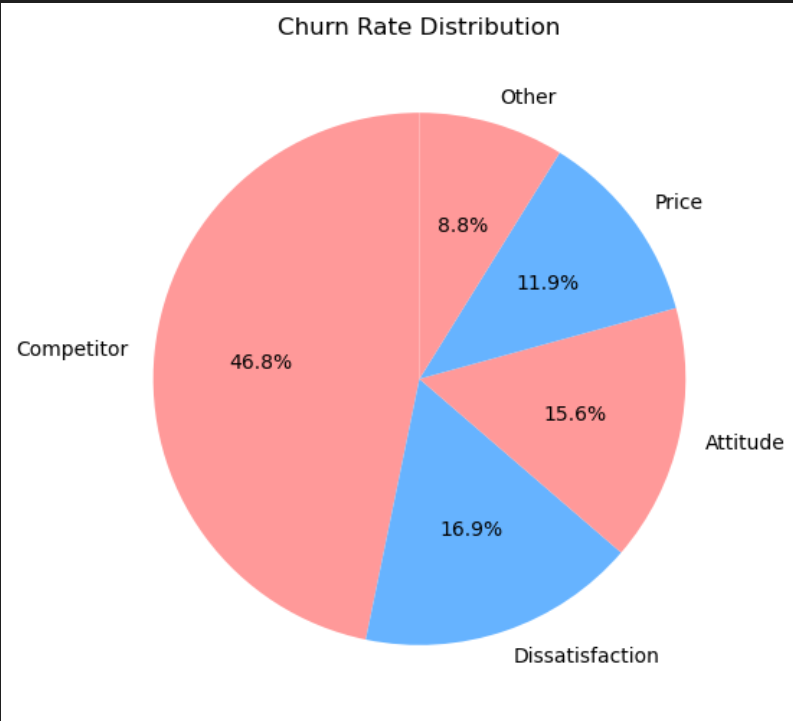 Churn Rate Distribution
Other
Price
8.8%
11.9%
Competitor
46.8%
15.6%
Attitude
16.9%
Dissatisfaction